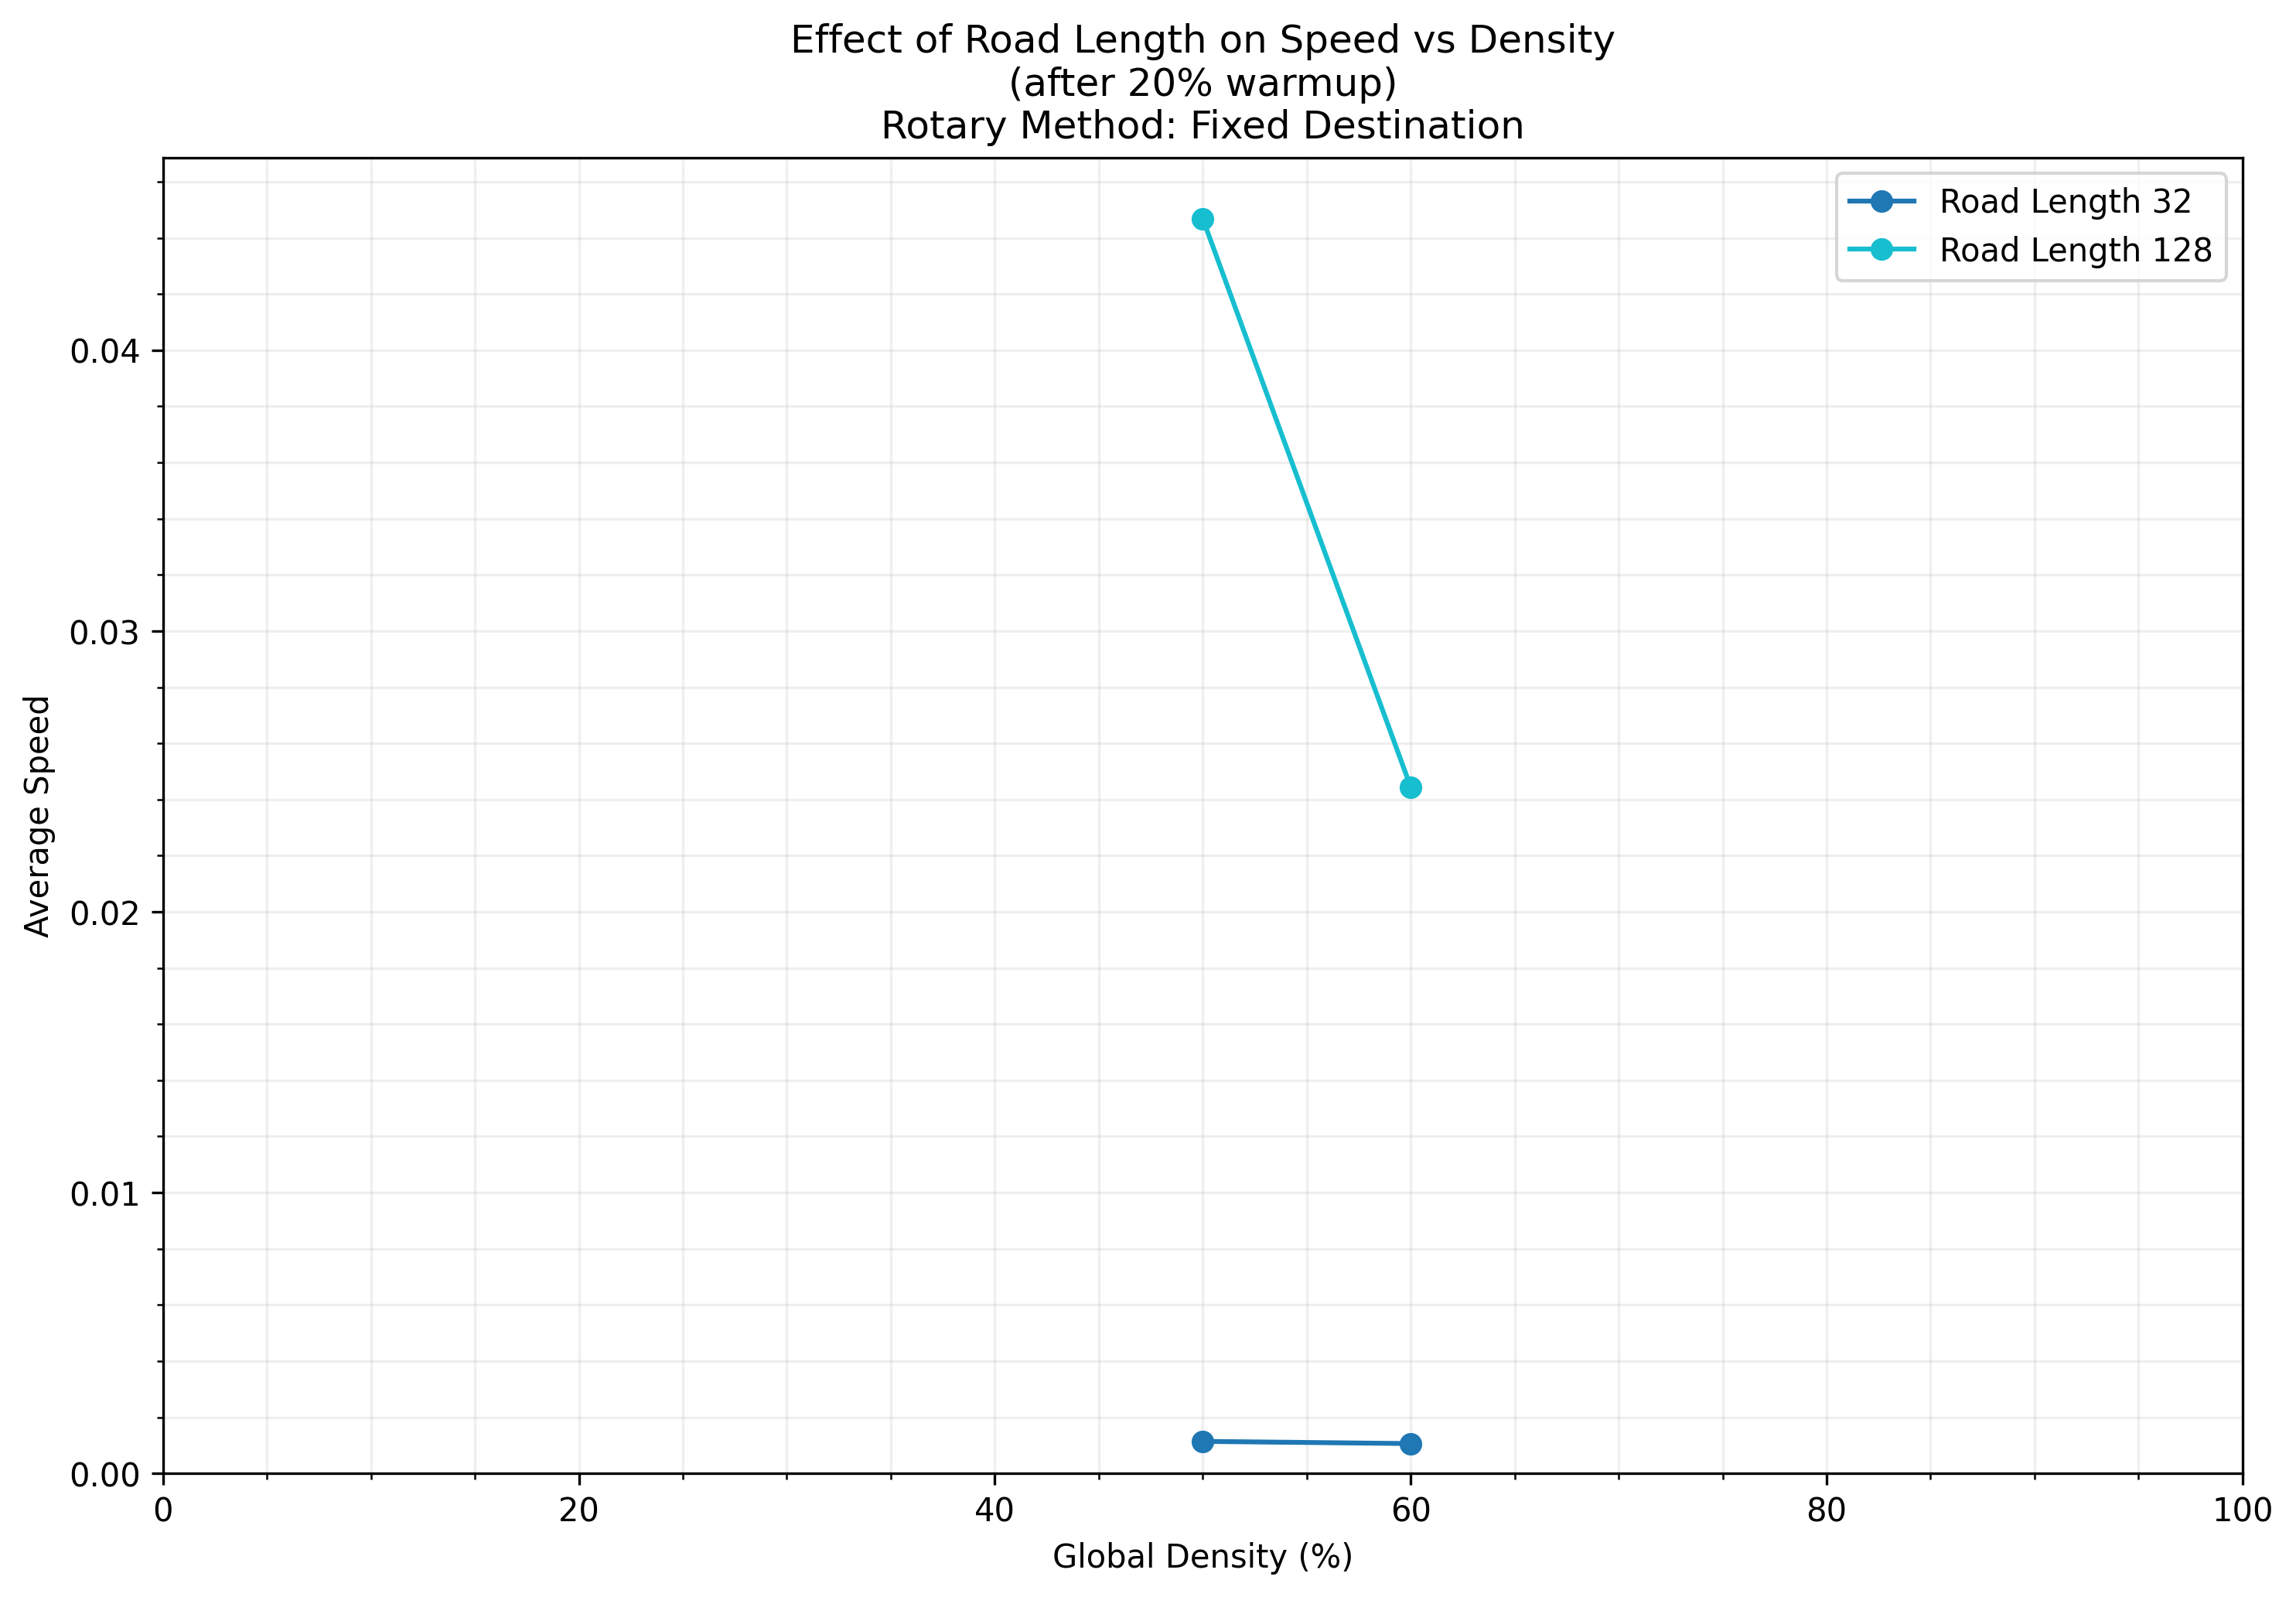 Effect of Road Length on Speed vs Density
(after 20% warmup)
Rotary Method: Fixed Destination
Road Length 32
Road Length 128
0.04
0.03
0.02
0.01
0.00
Average Speed
0
20
40
60
80
100
Global Density (%)